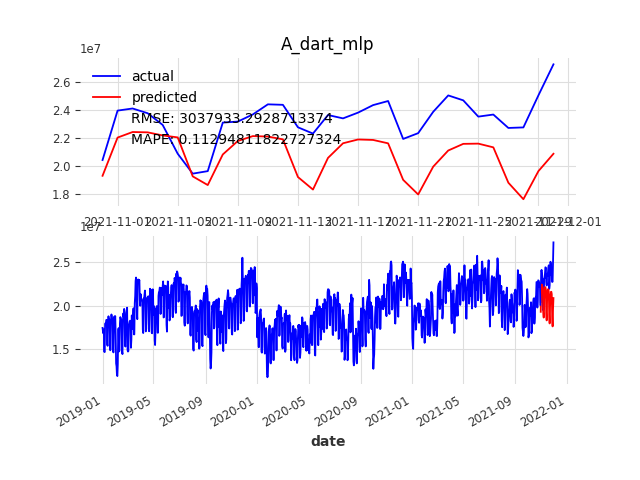 A_dart_mlp
1e7
actual
predicted
RMSE: 3037933.7928713374
MAPE: 0.11294811822727324
2.6
2.4
2.2
2.0
1.8
2021-11-01 2021-11-05 2021-11-09 2021-11-13 2021-11-17 2021-11-21 2021-11-25 2021-11-29 2021-12-01
1e7
2.5
2.0
1.5
2019-01 2019-05 2019-09 2020-01 2020-05 2020-09 2021-01 2021-05 2021-09 2022-01
date